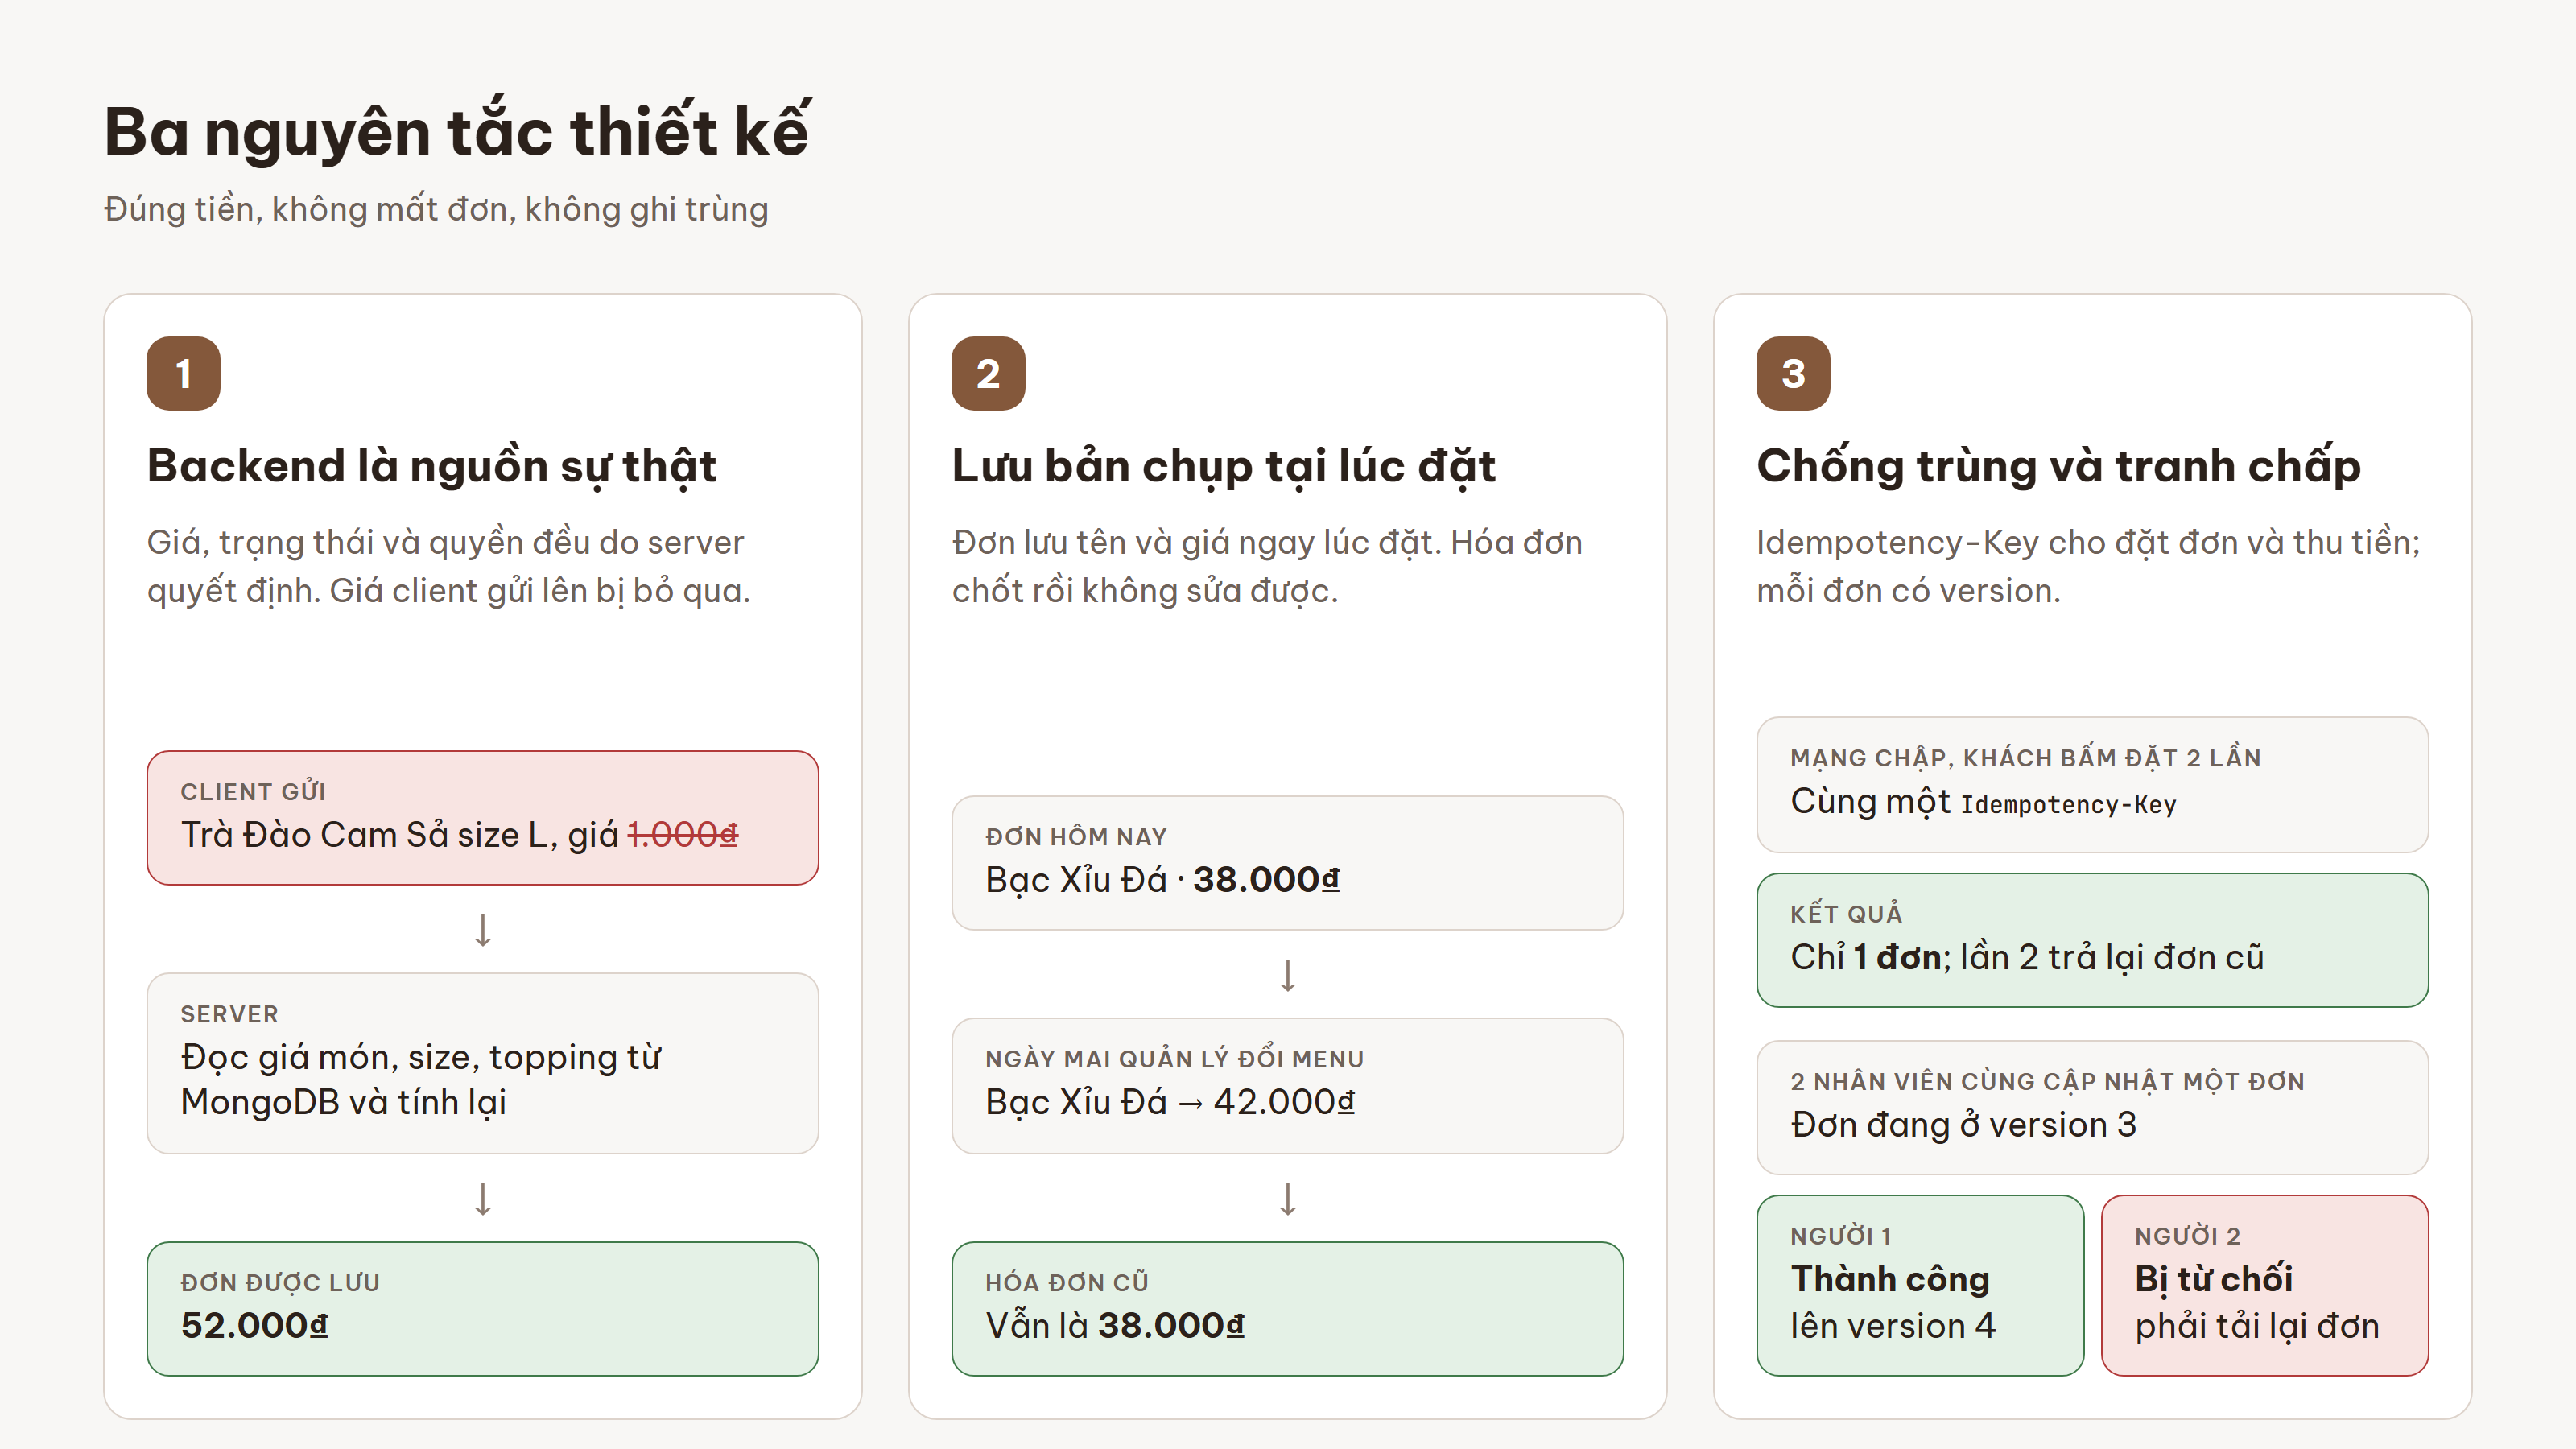 Ba nguyên tắc thiết kế
Đúng tiền, không mất đơn, không ghi trùng
1
Backend là nguồn sự thật
Giá, trạng thái và quyền đều do server
quyết định. Giá client gửi lên bị bỏ qua.
CLIENT GỬI
Trà Đào Cam Sả size L, giá 1.000₫
↓
SERVER
Đọc giá món, size, topping từ
MongoDB và tính lại
↓
ĐƠN ĐƯỢC LƯU
52.000₫
2
Lưu bản chụp tại lúc đặt
Đơn lưu tên và giá ngay lúc đặt. Hóa đơn
chốt rồi không sửa được.
ĐƠN HÔM NAY
Bạc Xỉu Đá · 38.000₫
↓
NGÀY MAI QUẢN LÝ ĐỔI MENU
Bạc Xỉu Đá → 42.000₫
↓
HÓA ĐƠN CŨ
Vẫn là 38.000₫
3
Chống trùng và tranh chấp
Idempotency-Key cho đặt đơn và thu tiền;
mỗi đơn có version.
MẠNG CHẬP, KHÁCH BẤM ĐẶT 2 LẦN
Cùng một Idempotency-Key
KẾT QUẢ
Chỉ 1 đơn; lần 2 trả lại đơn cũ
2 NHÂN VIÊN CÙNG CẬP NHẬT MỘT ĐƠN
Đơn đang ở version 3
NGƯỜI 1
Thành công
lên version 4
NGƯỜI 2
Bị từ chối
phải tải lại đơn